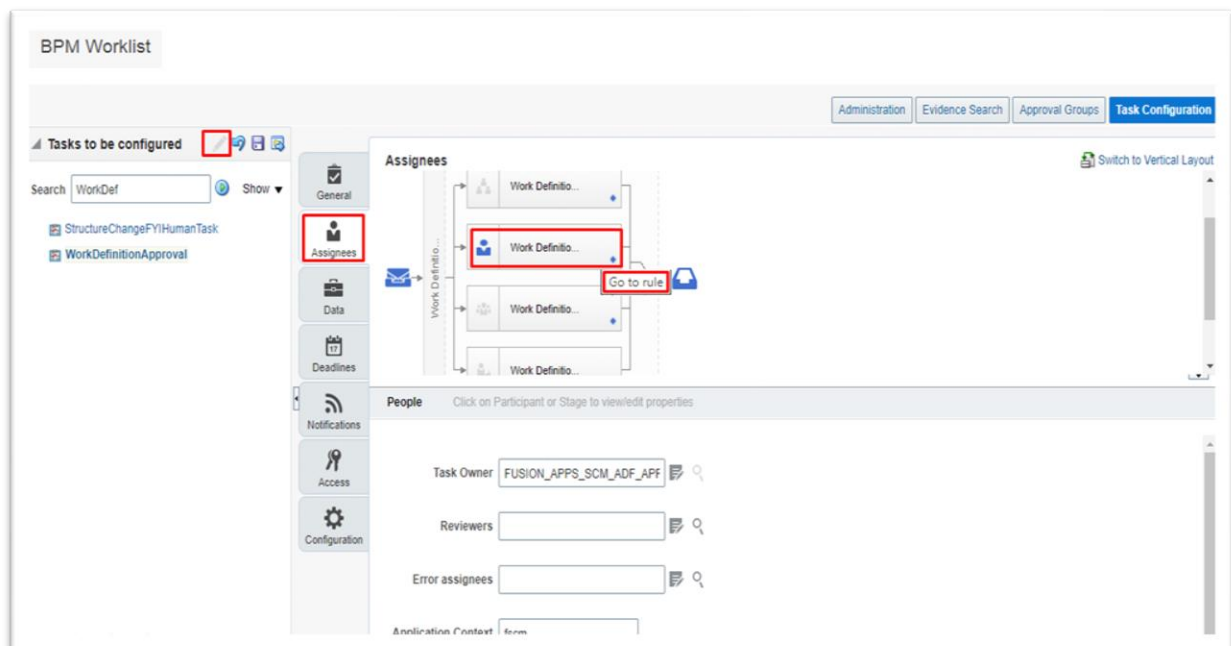 BPM Worklist
Administration
Evidence Search
Approval Groups
Task Configuration
Tasks to be configured
Search WorkDef Show
StructureChangeFYIHumanTask
WorkDefinitionApproval
General
Assignees
Data
17
Deadlines
Notifications
Access
Configuration
Assignees
Switch to Vertical Layout
Work Definitio...
Work Definitio...
Work Definitio...
Go to rule
Work Definitio...
Work Definitio...
People Click on Participant or Stage to view/edit properties
Task Owner FUSION_APPS_SCM_ADF_APP
Reviewers
Error assignees
Application Context fscm